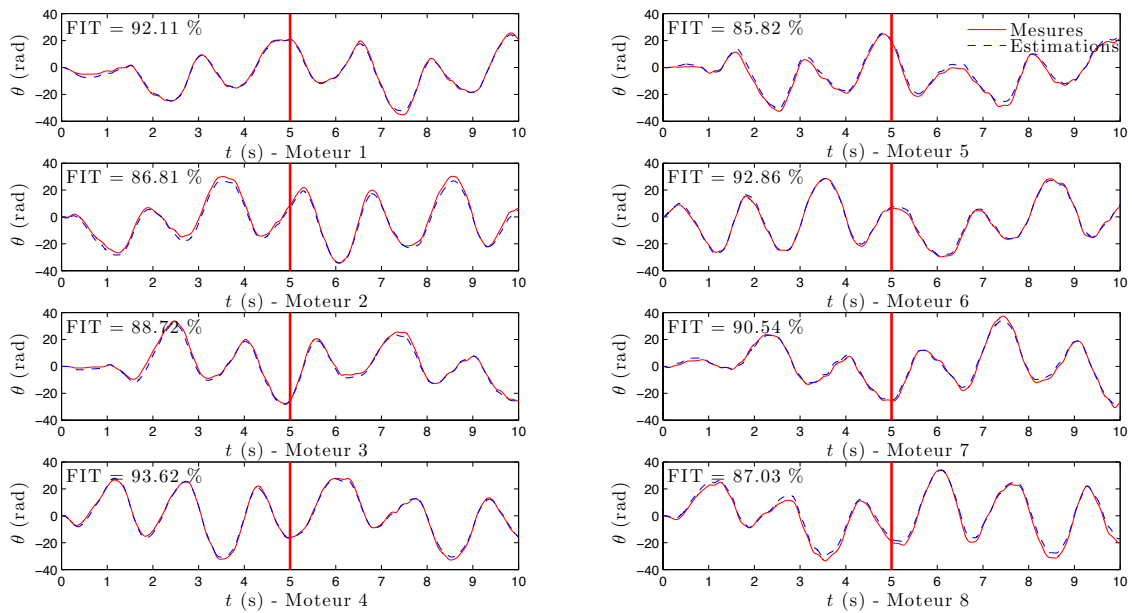 FIT = 92.11 %
40
20
0
−20
−40
θ (rad)
0 1 2 3 4 5 6 7 8 9 10
t (s) - Moteur 1
FIT = 86.81 %
40
20
0
−20
−40
θ (rad)
0 1 2 3 4 5 6 7 8 9 10
t (s) - Moteur 2
FIT = 88.72 %
40
20
0
−20
−40
θ (rad)
0 1 2 3 4 5 6 7 8 9 10
t (s) - Moteur 3
FIT = 93.62 %
40
20
0
−20
−40
θ (rad)
0 1 2 3 4 5 6 7 8 9 10
t (s) - Moteur 4
FIT = 85.82 %
Mesures
Estimations
40
20
0
−20
−40
θ (rad)
0 1 2 3 4 5 6 7 8 9 10
t (s) - Moteur 5
FIT = 92.86 %
40
20
0
−20
−40
θ (rad)
0 1 2 3 4 5 6 7 8 9 10
t (s) - Moteur 6
FIT = 90.54 %
40
20
0
−20
−40
θ (rad)
0 1 2 3 4 5 6 7 8 9 10
t (s) - Moteur 7
FIT = 87.03 %
40
20
0
−20
−40
θ (rad)
0 1 2 3 4 5 6 7 8 9 10
t (s) - Moteur 8